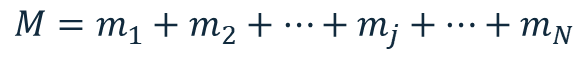 M = m₁ + m₂ + ⋯ + mⱼ + ⋯ + m_N